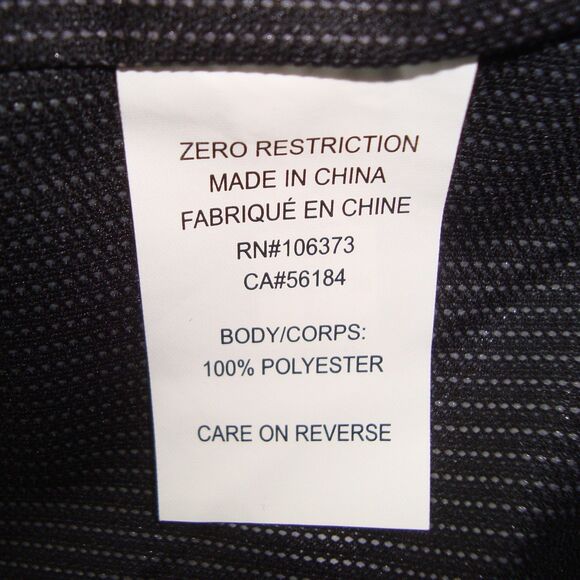 ZERO RESTRICTION
MADE IN CHINA
FABRIQUÉ EN CHINE
RN#106373
CA#56184
BODY/CORPS:
100% POLYESTER
CARE ON REVERSE